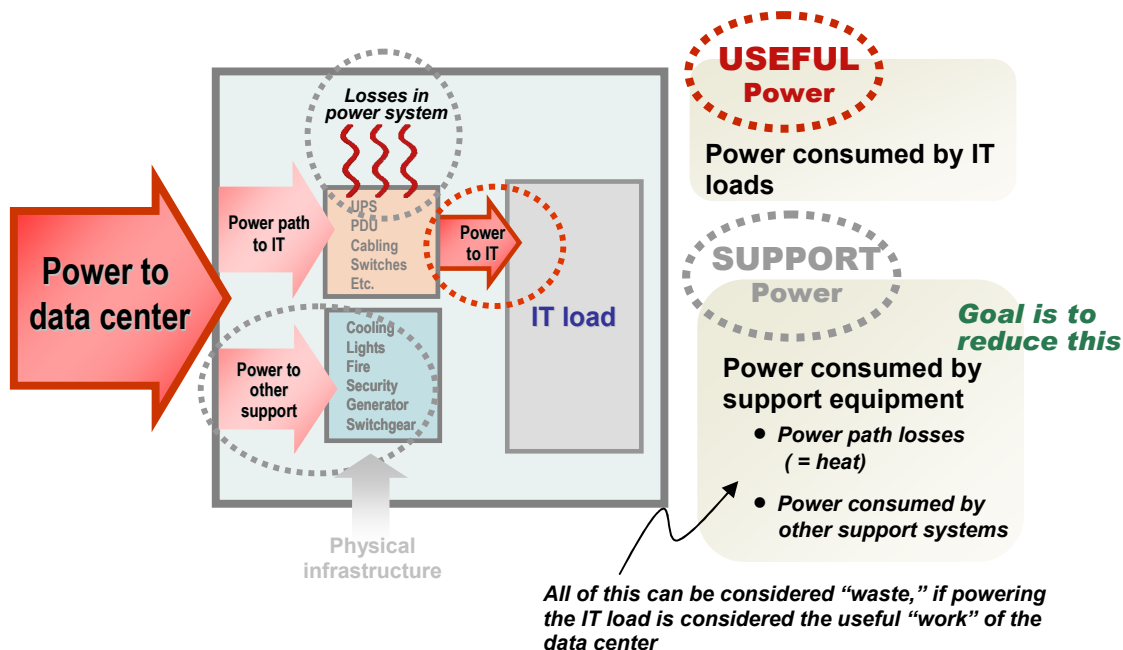 Losses in
power system
Power to
data center
Power path
to IT
UPS
PDU
Cabling
Switches
Etc.
Power
to IT
IT load
Power to
other
support
Cooling
Lights
Fire
Security
Generator
Switchgear
Physical
infrastructure
USEFUL
Power
Power consumed by IT
loads
SUPPORT
Power
Goal is to
reduce this
Power consumed by
support equipment
• Power path losses
( = heat)
• Power consumed by
other support systems
All of this can be considered “waste,” if powering
the IT load is considered the useful “work” of the
data center